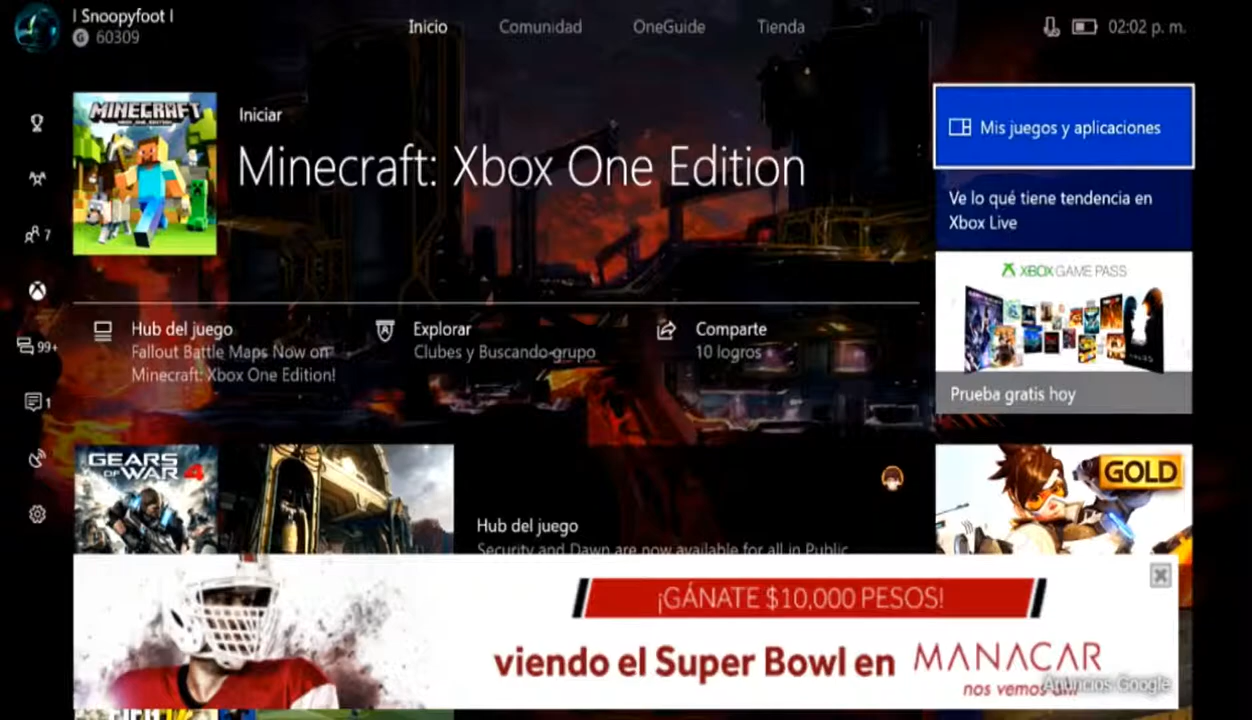 | Snoopyfoot |
G 60309
Inicio
Comunidad
OneGuide
Tienda
02:02 p. m.
MINECRAFT
XBOX ONE EDITION
Iniciar
Minecraft: Xbox One Edition
Mis juegos y aplicaciones
Ve lo qué tiene tendencia en
Xbox Live
XBOX GAME PASS
Prueba gratis hoy
7
99+
1
Hub del juego
Fallout Battle Maps Now on
Minecraft: Xbox One Edition!
Explorar
Clubes y Buscando grupo
Comparte
10 logros
GEARS
OF WAR 4
Hub del juego
Security and Dawn are now available for all in Public
GOLD
¡GÁNATE $10,000 PESOS!
viendo el Super Bowl en MANACAR
nos vemos
Anuncios Google